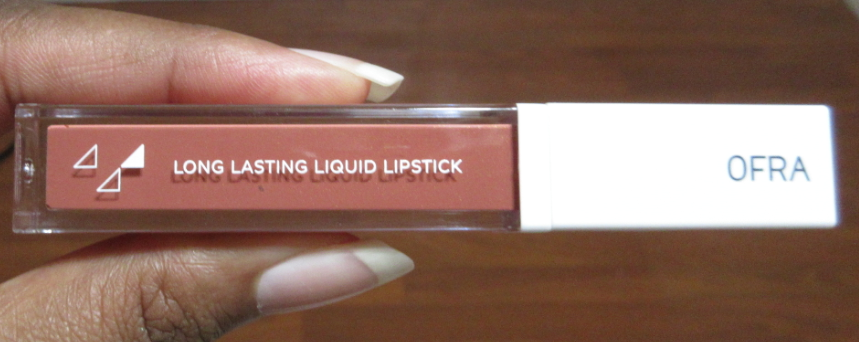 LONG LASTING LIQUID LIPSTICK
OFRA